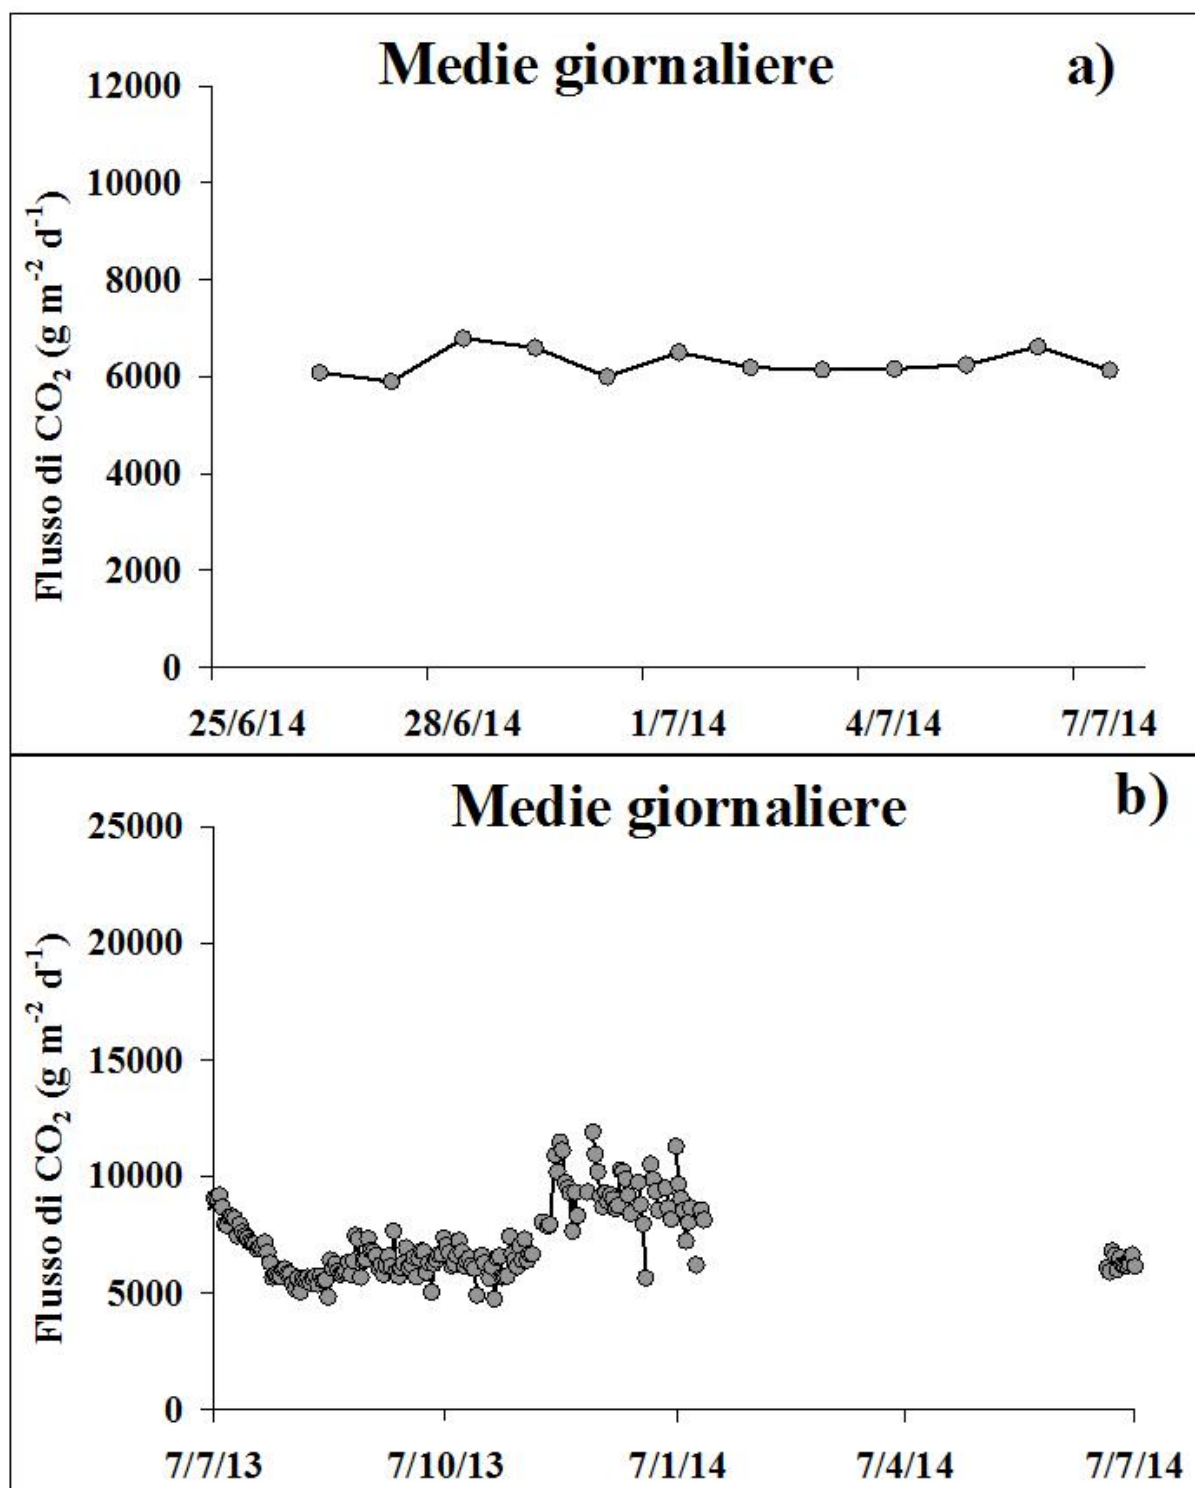 Medie giornaliere
a)
Flusso di CO₂ (g m⁻² d⁻¹)
12000
10000
8000
6000
4000
2000
0
25/6/14 28/6/14 1/7/14 4/7/14 7/7/14
Medie giornaliere
b)
Flusso di CO₂ (g m⁻² d⁻¹)
25000
20000
15000
10000
5000
0
7/7/13 7/10/13 7/1/14 7/4/14 7/7/14